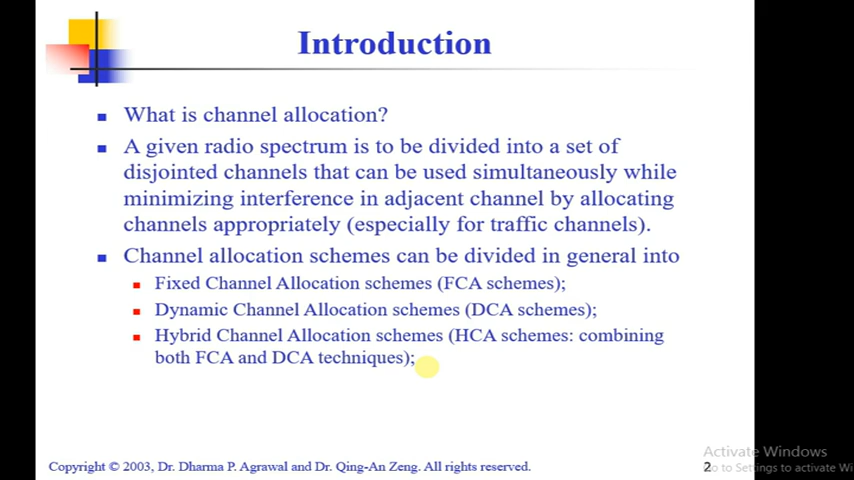 Introduction
What is channel allocation?
A given radio spectrum is to be divided into a set of
disjointed channels that can be used simultaneously while
minimizing interference in adjacent channel by allocating
channels appropriately (especially for traffic channels).
Channel allocation schemes can be divided in general into
Fixed Channel Allocation schemes (FCA schemes);
Dynamic Channel Allocation schemes (DCA schemes);
Hybrid Channel Allocation schemes (HCA schemes: combining
both FCA and DCA techniques);
Copyright © 2003, Dr. Dharma P. Agrawal and Dr. Qing-An Zeng. All rights reserved.
2
Activate Windows
to Settings to activate Wi